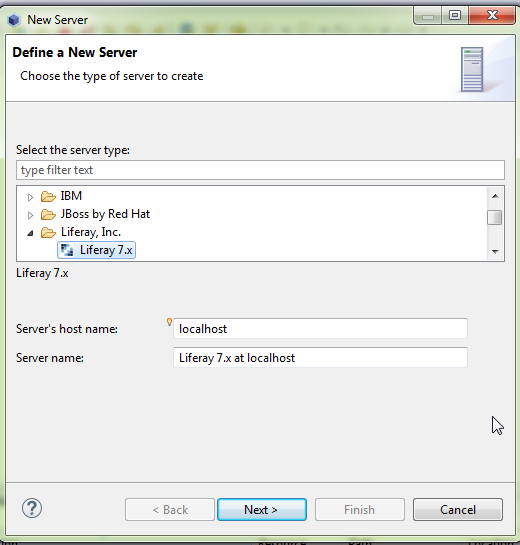 New Server
Define a New Server
Choose the type of server to create
Select the server type:
type filter text
IBM
JBoss by Red Hat
Liferay, Inc.
Liferay 7.x
Liferay 7.x
Server's host name:
localhost
Server name:
Liferay 7.x at localhost
?
< Back
Next >
Finish
Cancel